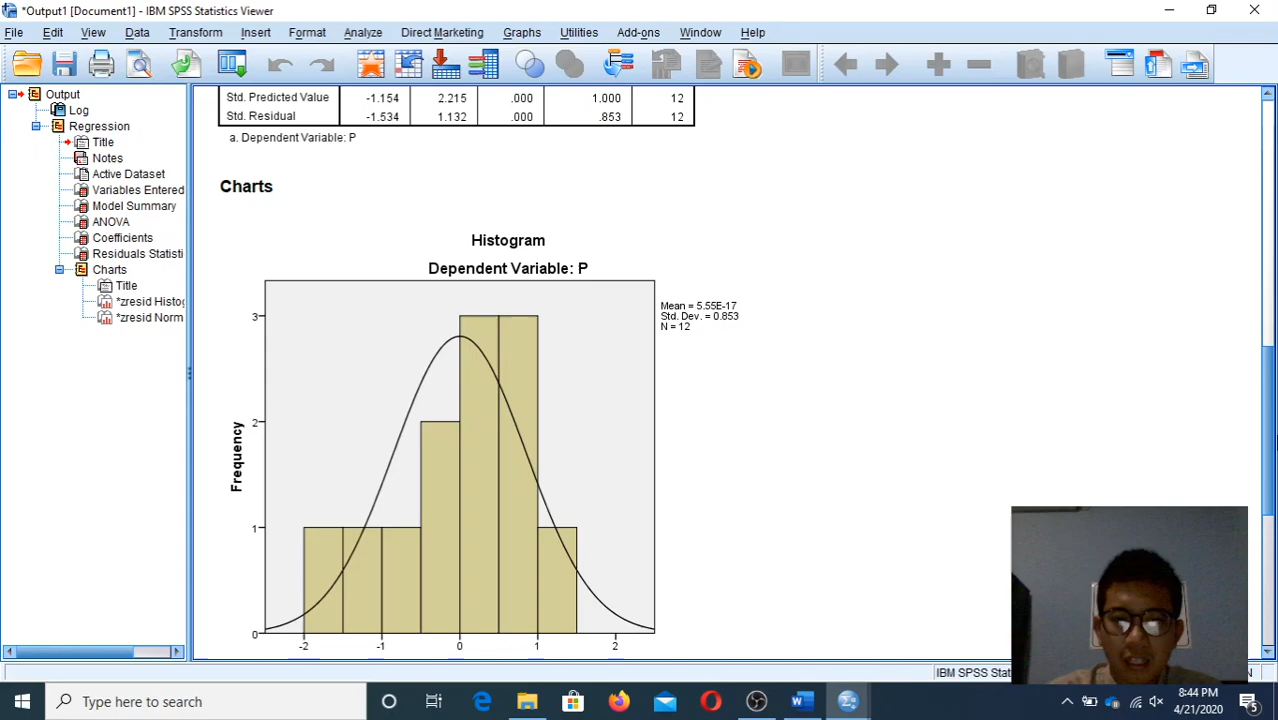 *Output1 [Document1] - IBM SPSS Statistics Viewer
File Edit View Data Transform Insert Format Analyze Direct Marketing Graphs Utilities Add-ons Window Help
Output
Log
Regression
Title
Notes
Active Dataset
Variables Entered
Model Summary
ANOVA
Coefficients
Residuals Statisti
Charts
Title
*zresid Histog
*zresid Norm
Std. Predicted Value -1.154 2.215 .000 1.000 12
Std. Residual -1.534 1.132 .000 .853 12
a. Dependent Variable: P
Charts
Histogram
Dependent Variable: P
Mean = 5.55E-17
Std. Dev. = 0.853
N = 12
Frequency
3
2
1
0
-2 -1 0 1 2
IBM SPSS Statis
Type here to search
8:44 PM
4/21/2020
5